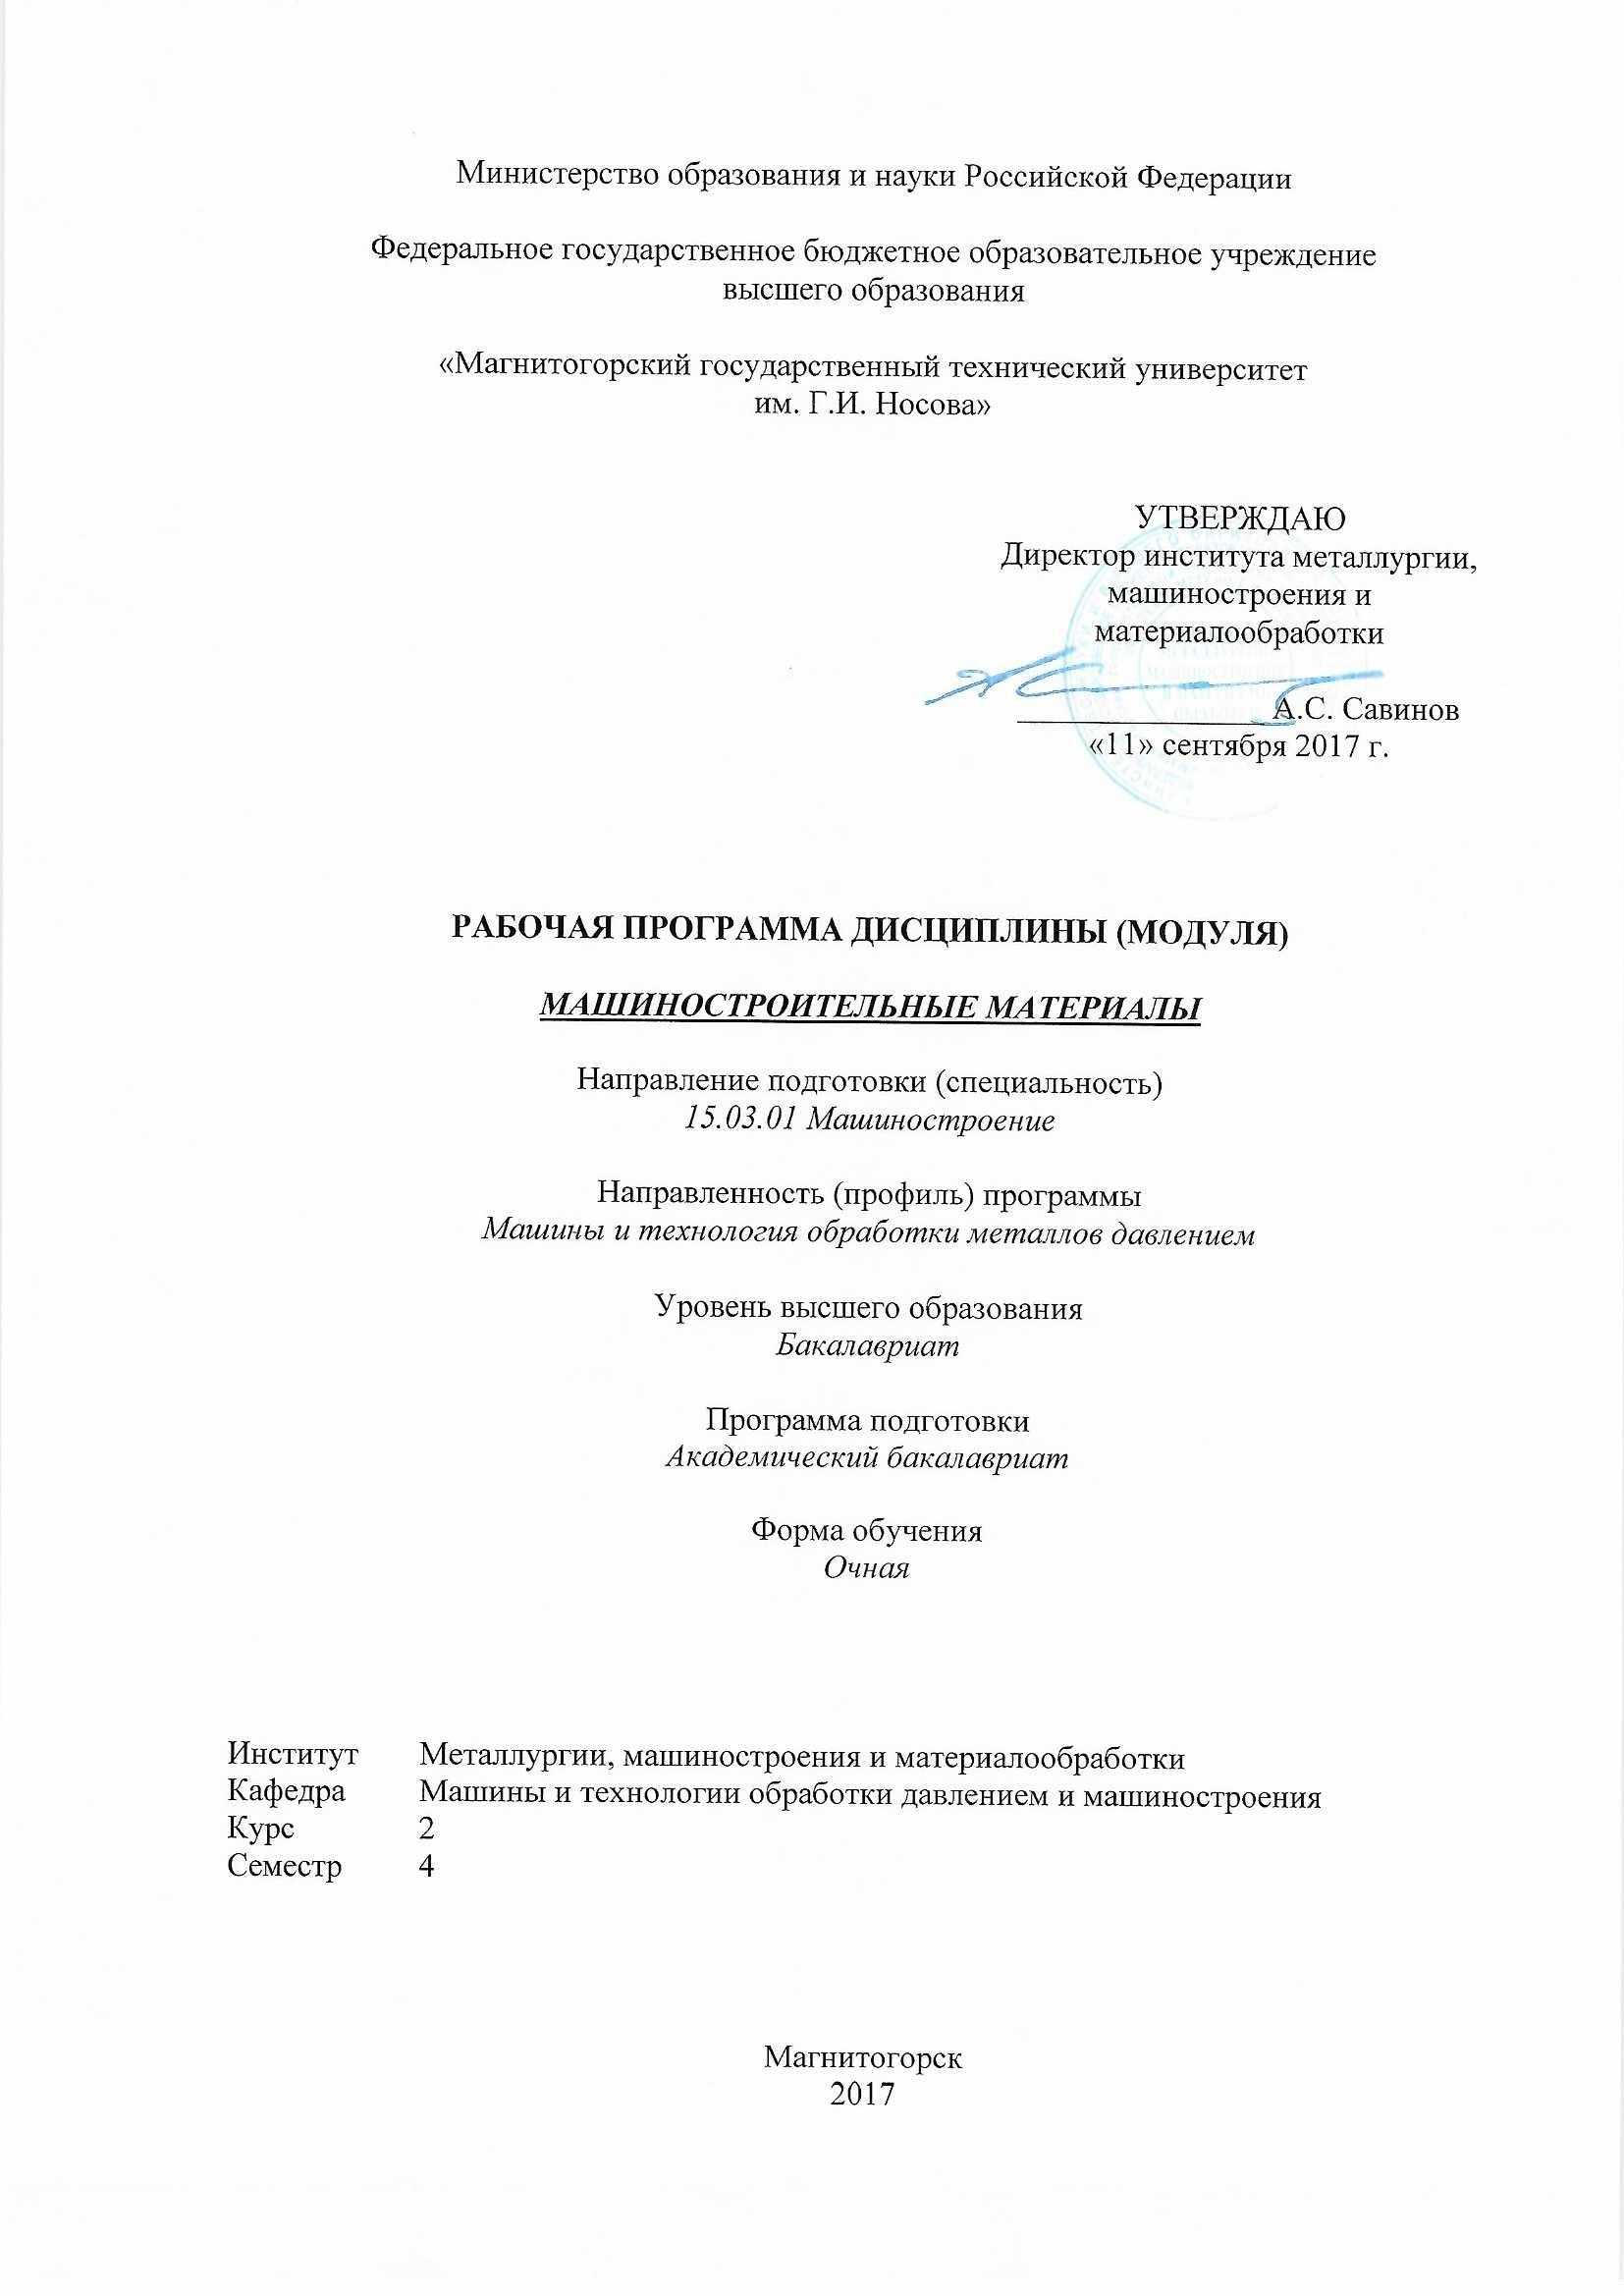 Министерство образования и науки Российской Федерации
Федеральное государственное бюджетное образовательное учреждение
высшего образования
«Магнитогорский государственный технический университет
им. Г.И. Носова»
УТВЕРЖДАЮ
Директор института металлургии,
машиностроения и
материалообработки
А.С. Савинов
«11» сентября 2017 г.
РАБОЧАЯ ПРОГРАММА ДИСЦИПЛИНЫ (МОДУЛЯ)
МАШИНОСТРОИТЕЛЬНЫЕ МАТЕРИАЛЫ
Направление подготовки (специальность)
15.03.01 Машиностроение
Направленность (профиль) программы
Машины и технология обработки металлов давлением
Уровень высшего образования
Бакалавриат
Программа подготовки
Академический бакалавриат
Форма обучения
Очная
Институт Металлургии, машиностроения и материалообработки
Кафедра Машины и технологии обработки давлением и машиностроения
Курс 2
Семестр 4
Магнитогорск
2017